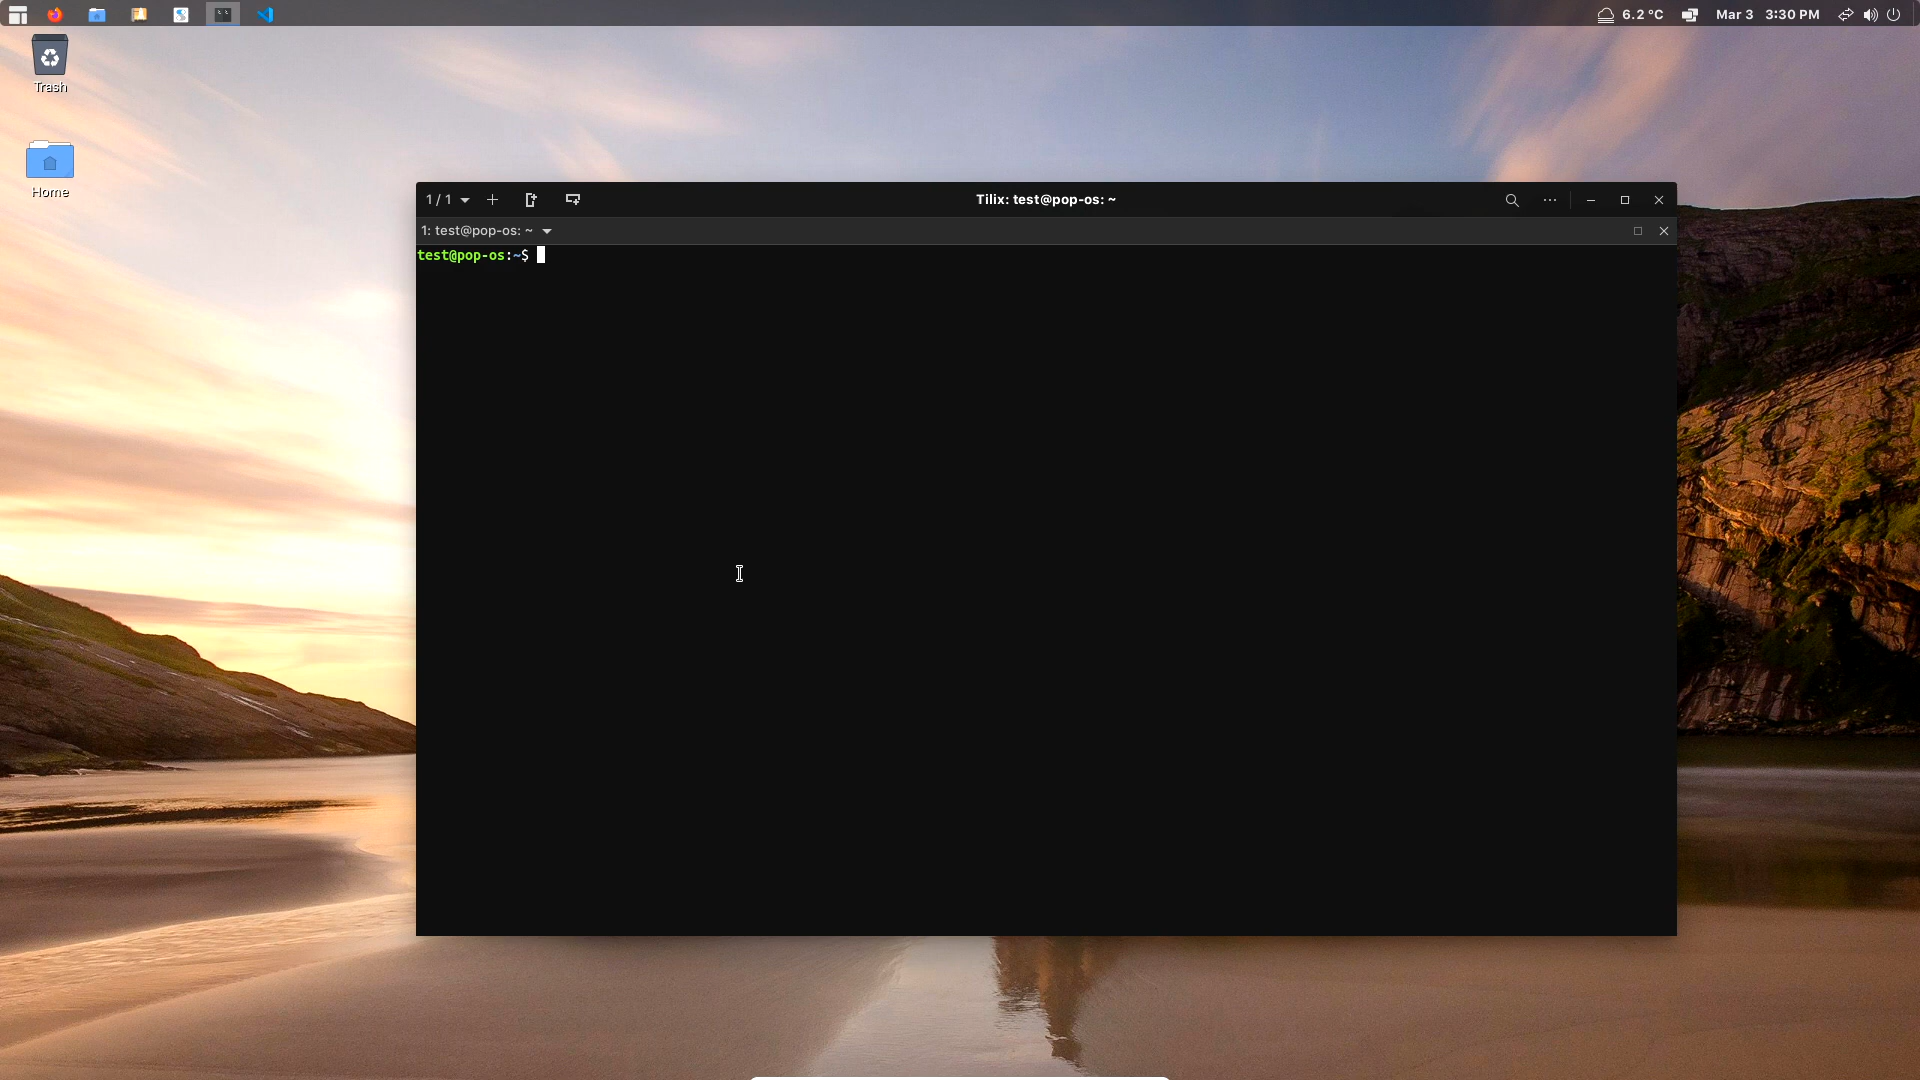 6.2 °C
Mar 3 3:30 PM
Trash
Home
1 / 1
Tilix: test@pop-os: ~
1: test@pop-os: ~
test@pop-os:~$